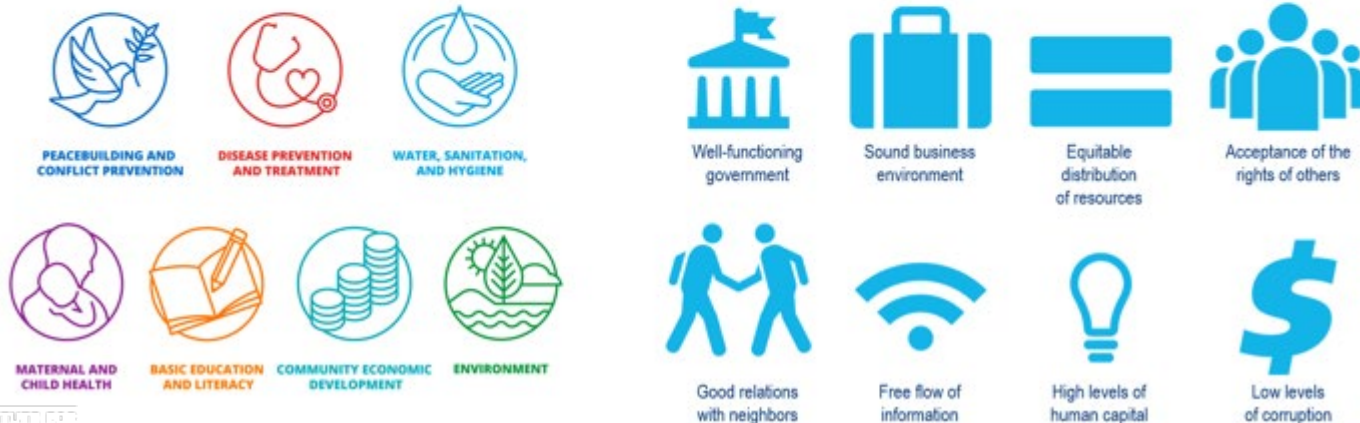 PEACEBUILDING AND
CONFLICT PREVENTION
DISEASE PREVENTION
AND TREATMENT
WATER, SANITATION,
AND HYGIENE
MATERNAL AND
CHILD HEALTH
BASIC EDUCATION
AND LITERACY
COMMUNITY ECONOMIC
DEVELOPMENT
ENVIRONMENT
Well-functioning
government
Sound business
environment
Equitable
distribution
of resources
Acceptance of the
rights of others
Good relations
with neighbors
Free flow of
information
High levels of
human capital
Low levels
of corruption